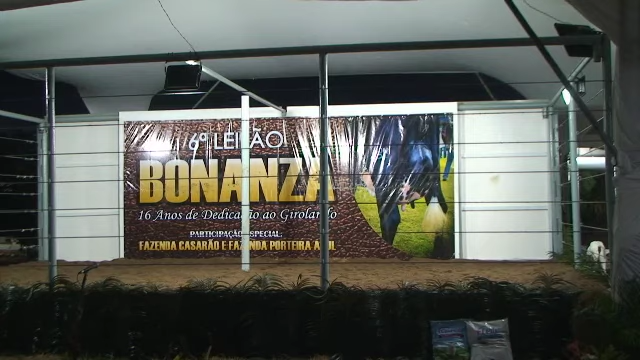 6º LEILÃO
BONANZA
16 Anos de Dedicação ao Girolando
PARTICIPAÇÃO ESPECIAL:
FAZENDA CASARÃO E FAZENDA PORTEIRA AZUL